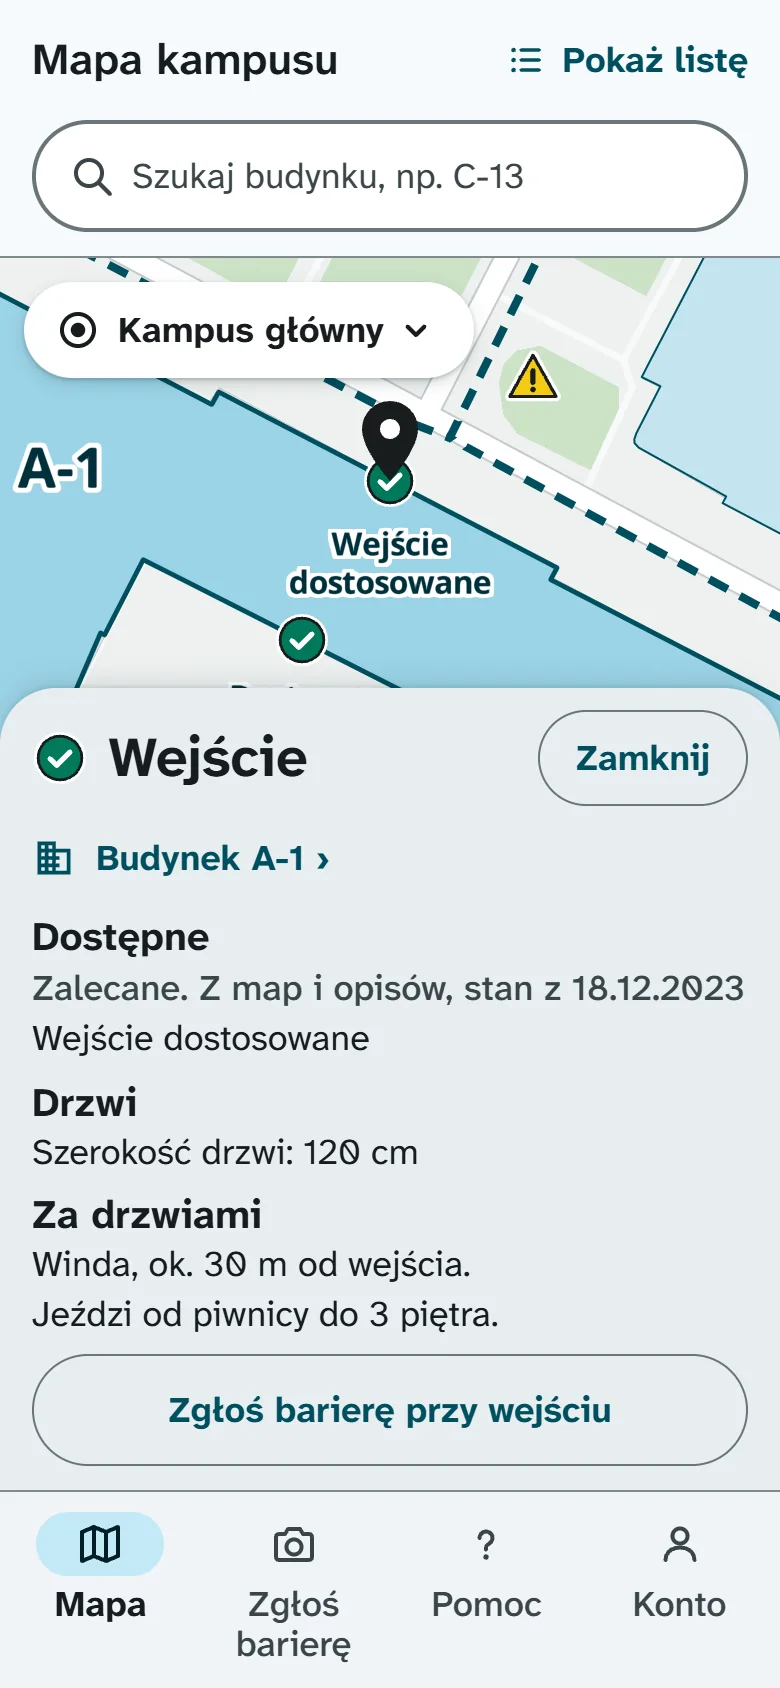 Mapa kampusu
Pokaż listę
Szukaj budynku, np. C-13
Kampus główny
A-1
Wejście
dostosowane
Wejście
Zamknij
Budynek A-1 ›
Dostępne
Zalecane. Z map i opisów, stan z 18.12.2023
Wejście dostosowane
Drzwi
Szerokość drzwi: 120 cm
Za drzwiami
Winda, ok. 30 m od wejścia.
Jeździ od piwnicy do 3 piętra.
Zgłoś barierę przy wejściu
Mapa
Zgłoś
barierę
Pomoc
Konto